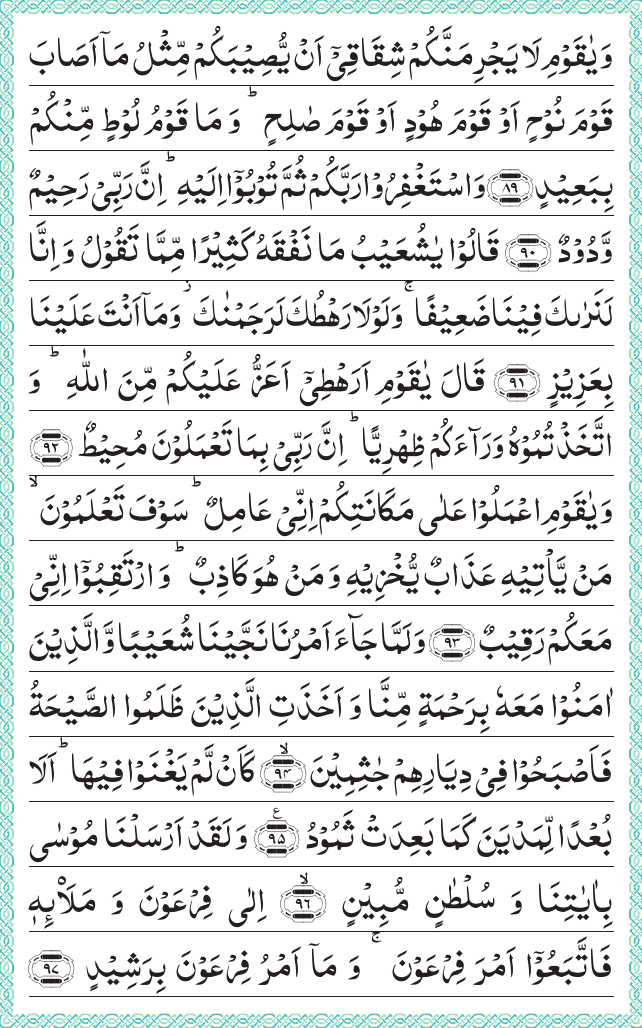 وَيٰقَوْمِ لَا يَجْرِمَنَّكُمْ شِقَاقِيْٓ اَنْ يُّصِيْبَكُمْ مِّثْلُ مَآ اَصَابَ
قَوْمَ نُوْحٍ اَوْ قَوْمَ هُوْدٍ اَوْ قَوْمَ صٰلِحٍ ؕ وَ مَا قَوْمُ لُوْطٍ مِّنْكُمْ
بِبَعِيْدٍ ﴿۸۹﴾ وَاسْتَغْفِرُوْا رَبَّكُمْ ثُمَّ تُوْبُوْٓا اِلَيْهِ ؕ اِنَّ رَبِّيْ رَحِيْمٌ
وَّدُوْدٌ ﴿۹۰﴾ قَالُوْا يٰشُعَيْبُ مَا نَفْقَهُ كَثِيْرًا مِّمَّا تَقُوْلُ وَ اِنَّا
لَنَرٰىكَ فِيْنَا ضَعِيْفًا ۚ وَلَوْلَا رَهْطُكَ لَرَجَمْنٰكَ ؗ وَمَآ اَنْتَ عَلَيْنَا
بِعَزِيْزٍ ﴿۹۱﴾ قَالَ يٰقَوْمِ اَرَهْطِيْٓ اَعَزُّ عَلَيْكُمْ مِّنَ اللّٰهِ ؕ وَ
اتَّخَذْتُمُوْهُ وَرَآءَكُمْ ظِهْرِيًّا ؕ اِنَّ رَبِّيْ بِمَا تَعْمَلُوْنَ مُحِيْطٌ ﴿۹۲﴾
وَيٰقَوْمِ اعْمَلُوْا عَلٰى مَكَانَتِكُمْ اِنِّيْ عَامِلٌ ؕ سَوْفَ تَعْلَمُوْنَ ۙ
مَنْ يَّاْتِيْهِ عَذَابٌ يُّخْزِيْهِ وَ مَنْ هُوَ كَاذِبٌ ؕ وَ ارْتَقِبُوْٓا اِنِّيْ
مَعَكُمْ رَقِيْبٌ ﴿۹۳﴾ وَلَمَّا جَآءَ اَمْرُنَا نَجَّيْنَا شُعَيْبًا وَّالَّذِيْنَ
اٰمَنُوْا مَعَهٗ بِرَحْمَةٍ مِّنَّا وَ اَخَذَتِ الَّذِيْنَ ظَلَمُوا الصَّيْحَةُ
فَاَصْبَحُوْا فِيْ دِيَارِهِمْ جٰثِمِيْنَ ﴿۹۴﴾ۙ كَاَنْ لَّمْ يَغْنَوْا فِيْهَا ؕ اَلَا
بُعْدًا لِّمَدْيَنَ كَمَا بَعِدَتْ ثَمُوْدُ ﴿۹۵﴾ع وَلَقَدْ اَرْسَلْنَا مُوْسٰى
بِاٰيٰتِنَا وَ سُلْطٰنٍ مُّبِيْنٍ ﴿۹۶﴾ۙ اِلٰى فِرْعَوْنَ وَ مَلَا۟ئِهٖ
فَاتَّبَعُوْٓا اَمْرَ فِرْعَوْنَ ۚ وَ مَآ اَمْرُ فِرْعَوْنَ بِرَشِيْدٍ ﴿۹۷﴾